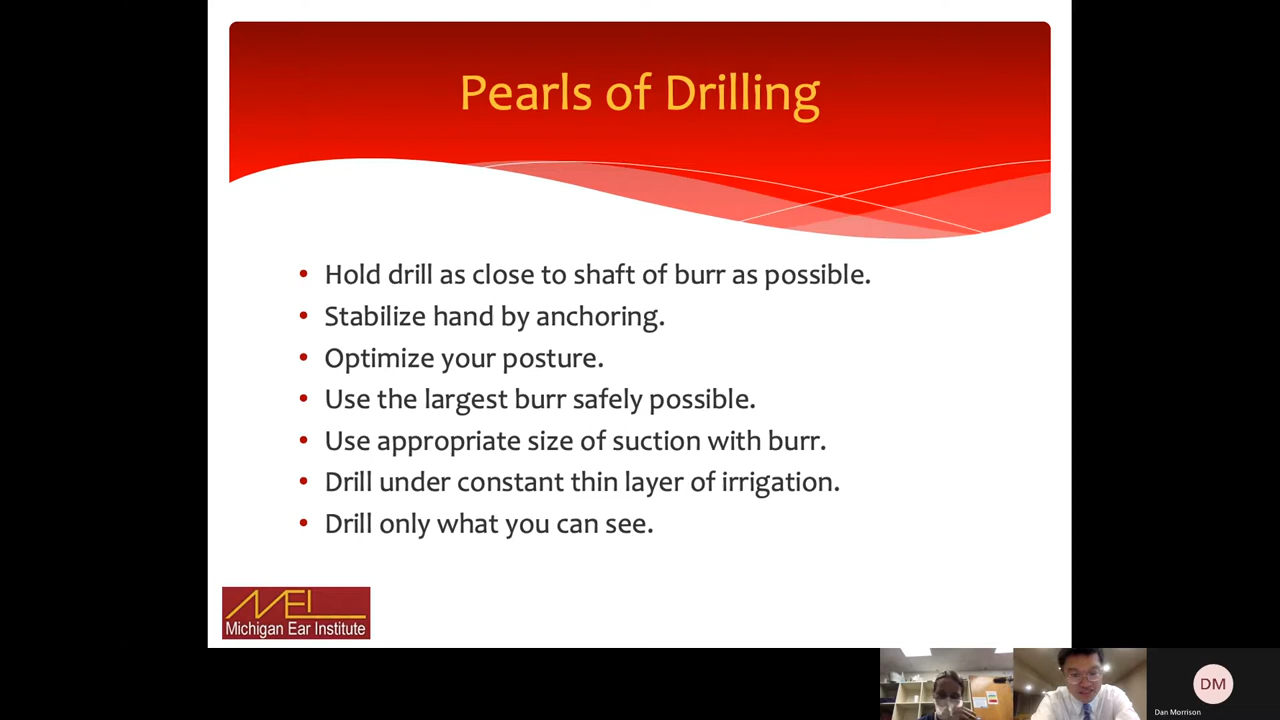 Pearls of Drilling
• Hold drill as close to shaft of burr as possible.
• Stabilize hand by anchoring.
• Optimize your posture.
• Use the largest burr safely possible.
• Use appropriate size of suction with burr.
• Drill under constant thin layer of irrigation.
• Drill only what you can see.
MEI
Michigan Ear Institute
DM
Dan Morrison